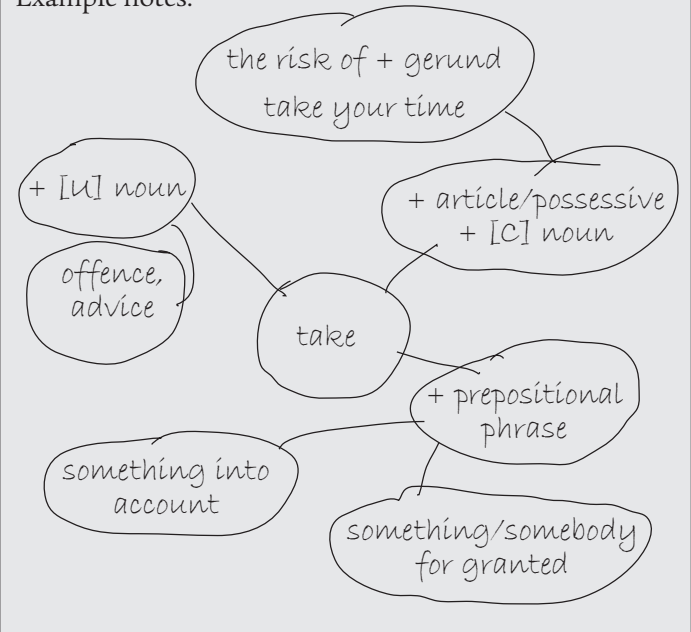 Example notes:
the risk of + gerund
take your time
+ [U] noun
+ article/possessive
+ [C] noun
offence,
advice
take
+ prepositional
phrase
something into
account
something/somebody
for granted